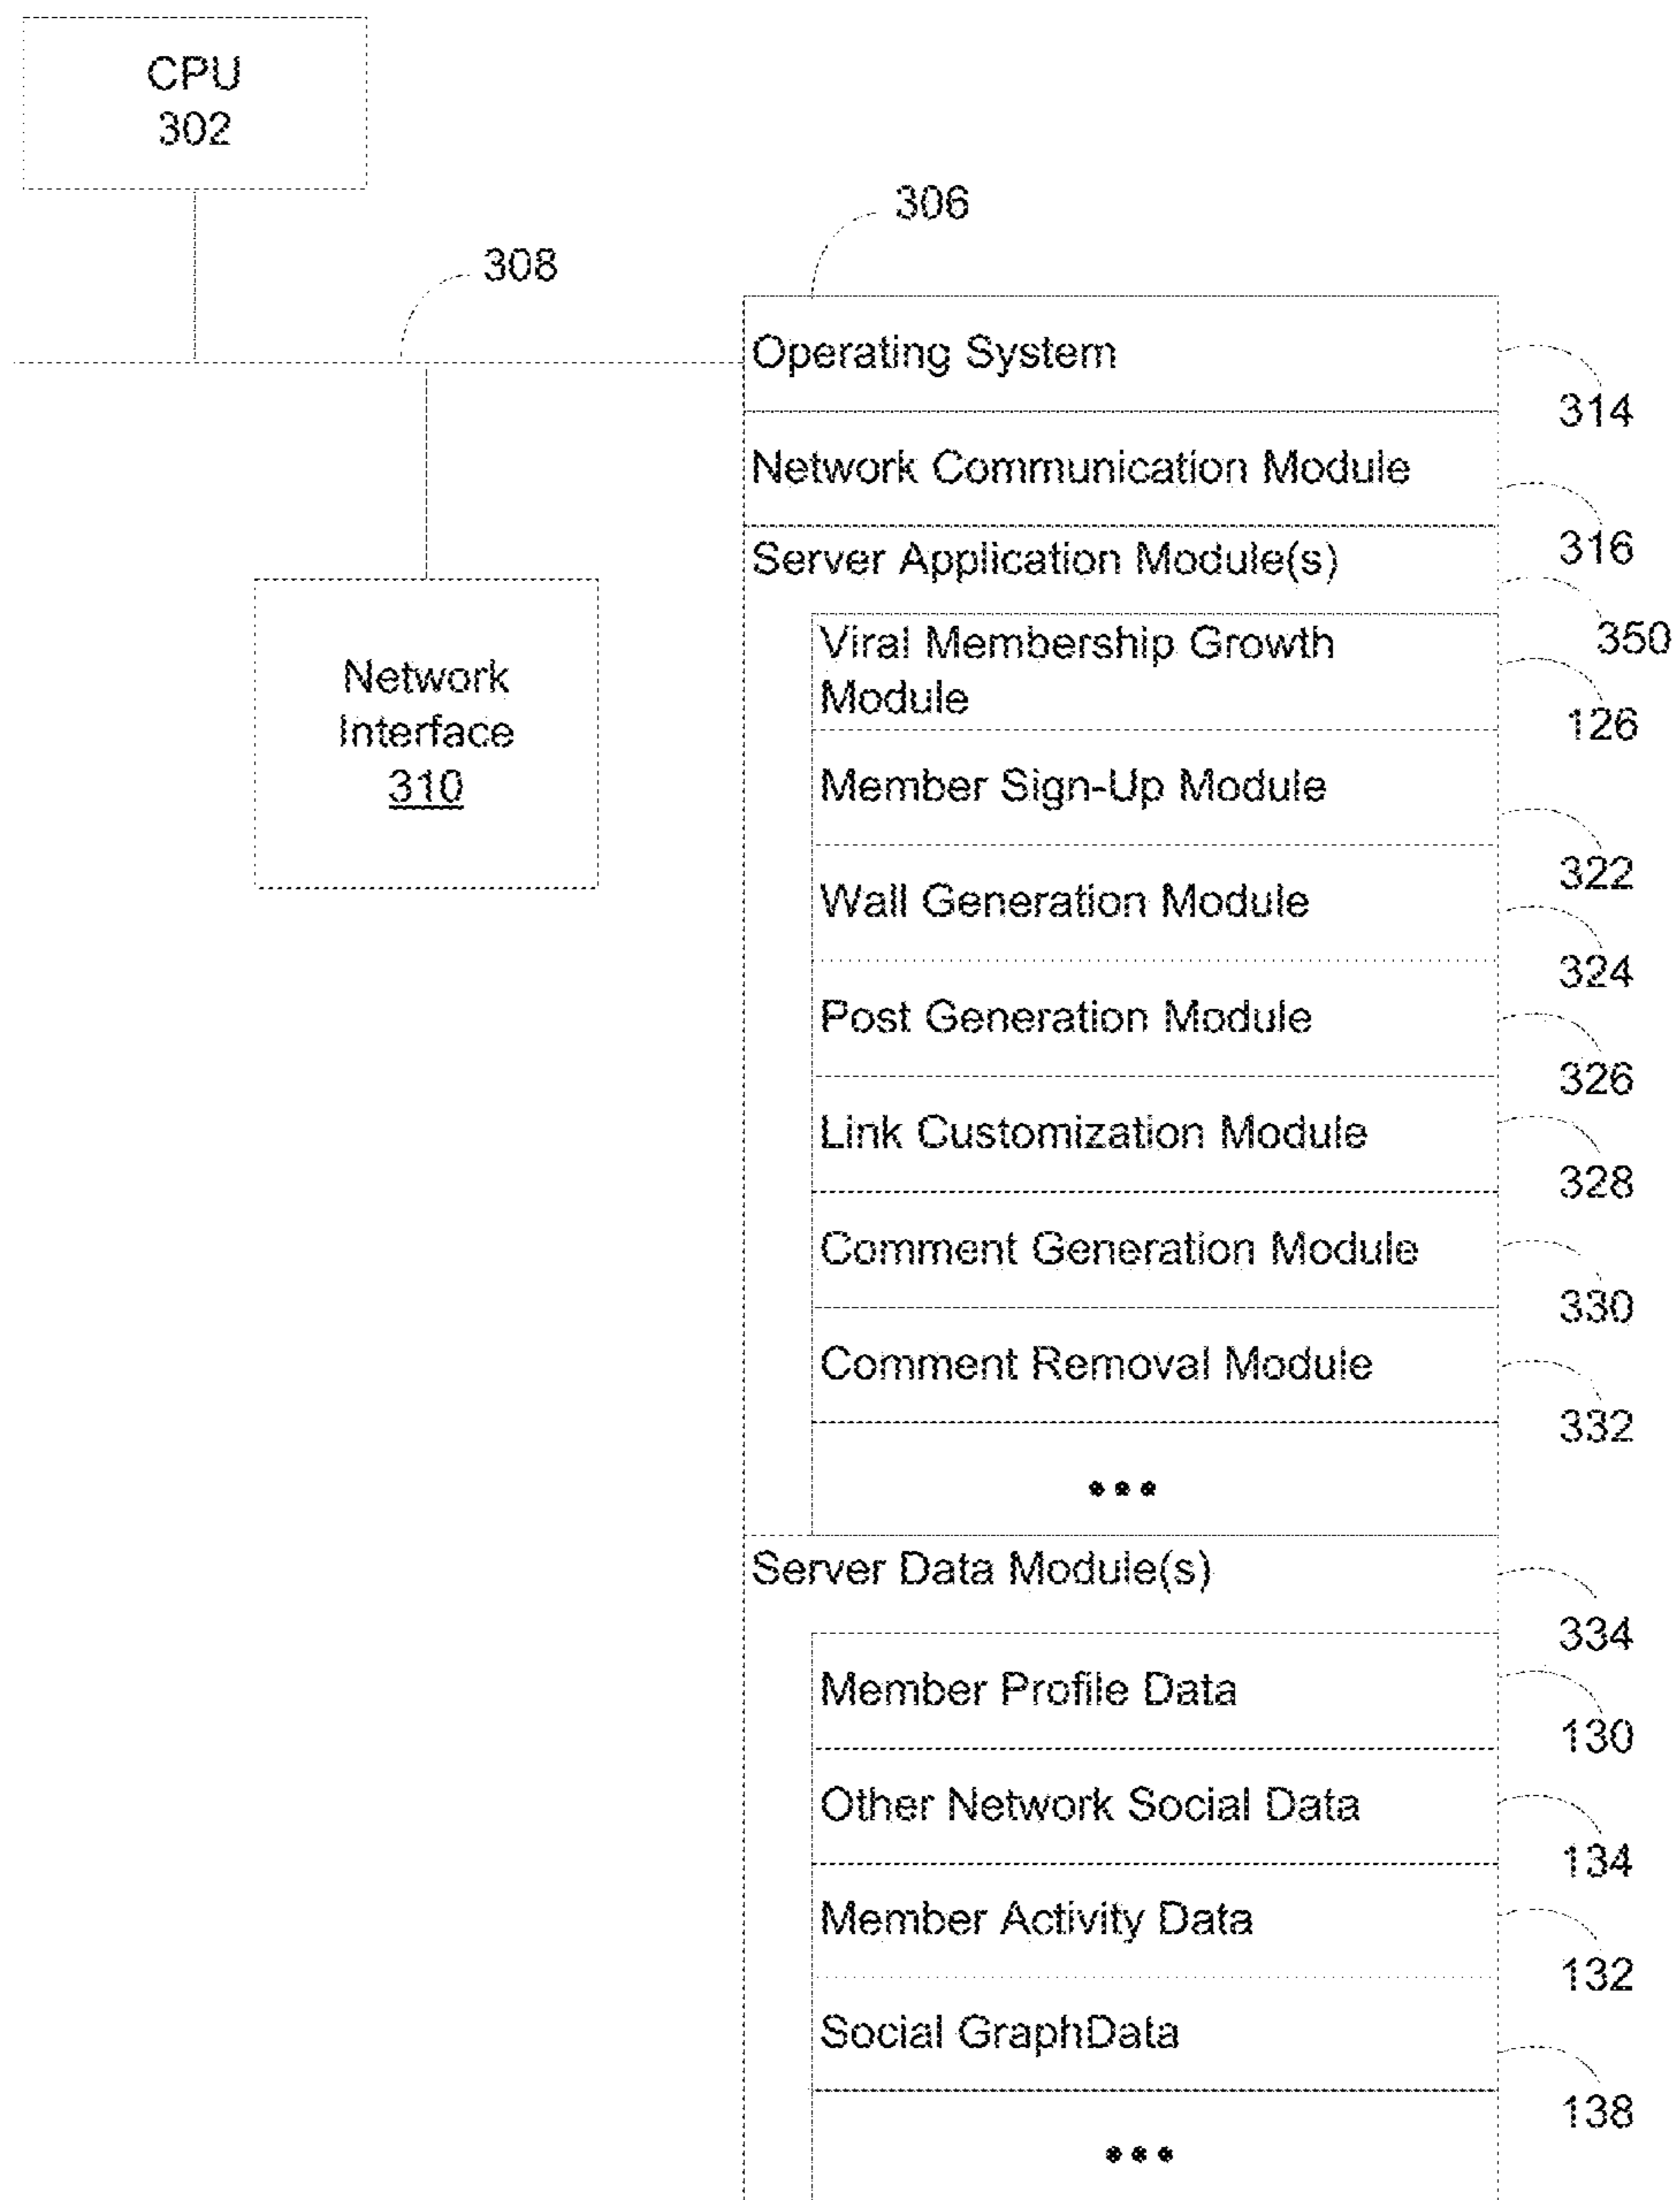 CPU
302
306
308
Operating System
314
Network Communication Module
316
Server Application Module(s)
350
Viral Membership Growth
Module
126
Member Sign-Up Module
322
Network
Interface
310
Wall Generation Module
324
Post Generation Module
326
Link Customization Module
328
Comment Generation Module
330
Comment Removal Module
332
•••
Server Data Module(s)
334
Member Profile Data
130
Other Network Social Data
134
Member Activity Data
132
Social GraphData
138
•••